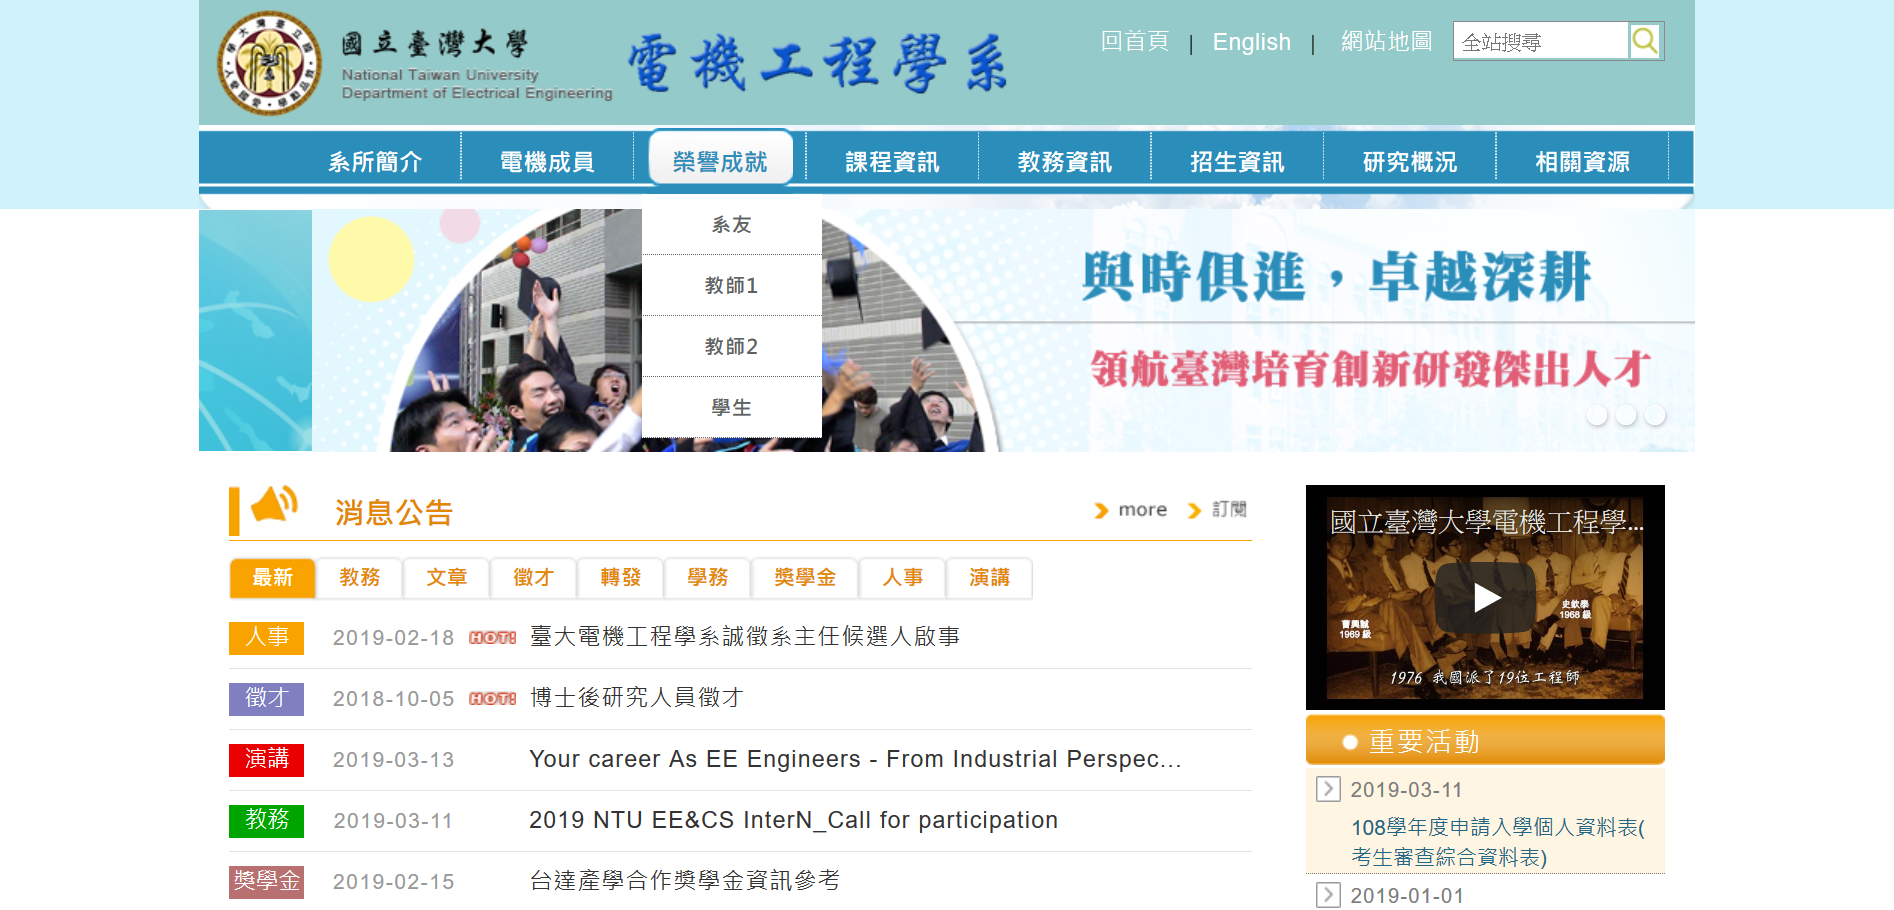 國立臺灣大學
National Taiwan University
Department of Electrical Engineering
電機工程學系
回首頁 | English | 網站地圖
全站搜尋
系所簡介 電機成員 榮譽成就 課程資訊 教務資訊 招生資訊 研究概況 相關資源
系友
教師1
教師2
學生
與時俱進，卓越深耕
領航臺灣培育創新研發傑出人才
消息公告
more 訂閱
最新 教務 文章 徵才 轉發 學務 獎學金 人事 演講
人事 2019-02-18 HOT! 臺大電機工程學系誠徵系主任候選人啟事
徵才 2018-10-05 HOT! 博士後研究人員徵才
演講 2019-03-13 Your career As EE Engineers - From Industrial Perspec...
教務 2019-03-11 2019 NTU EE&CS InterN_Call for participation
獎學金 2019-02-15 台達產學合作獎學金資訊參考
國立臺灣大學電機工程學...
史欽泰
1968 級
曹興誠
1969 級
1976 我國派了19位工程師
重要活動
2019-03-11
108學年度申請入學個人資料表(
考生審查綜合資料表)
2019-01-01